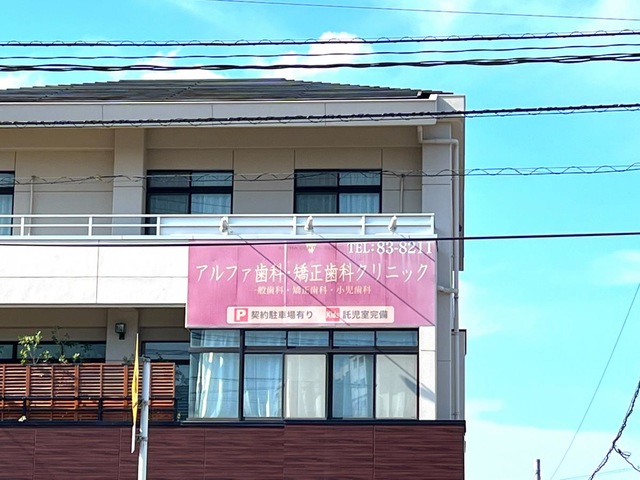 TEL:83-8211
アルファ歯科・矯正歯科クリニック
一般歯科・矯正歯科・小児歯科
P 契約駐車場有り Kids 託児室完備